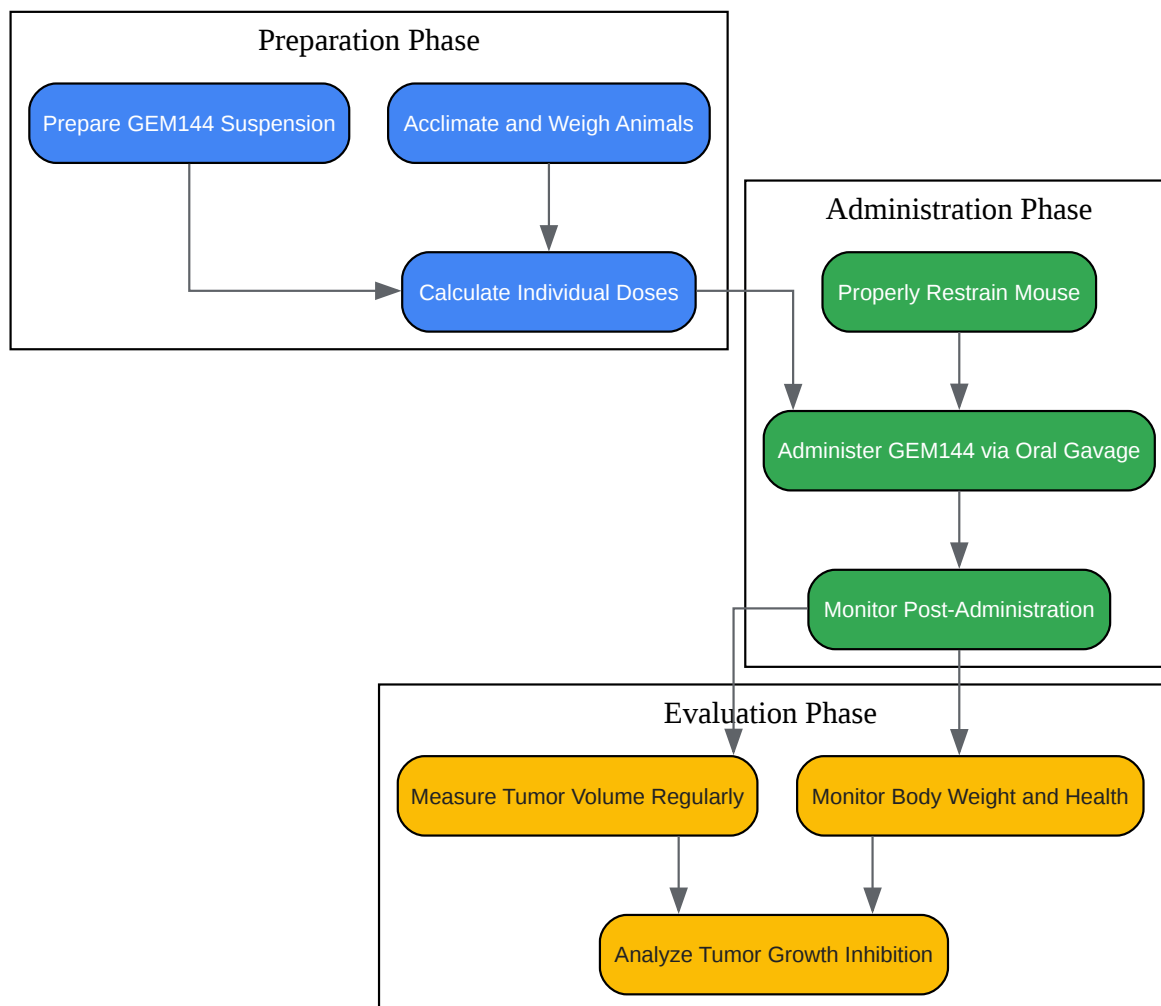 Preparation Phase
Prepare GEM144 Suspension
Acclimate and Weigh Animals
Calculate Individual Doses
Administration Phase
Properly Restrain Mouse
Administer GEM144 via Oral Gavage
Monitor Post-Administration
Evaluation Phase
Measure Tumor Volume Regularly
Monitor Body Weight and Health
Analyze Tumor Growth Inhibition